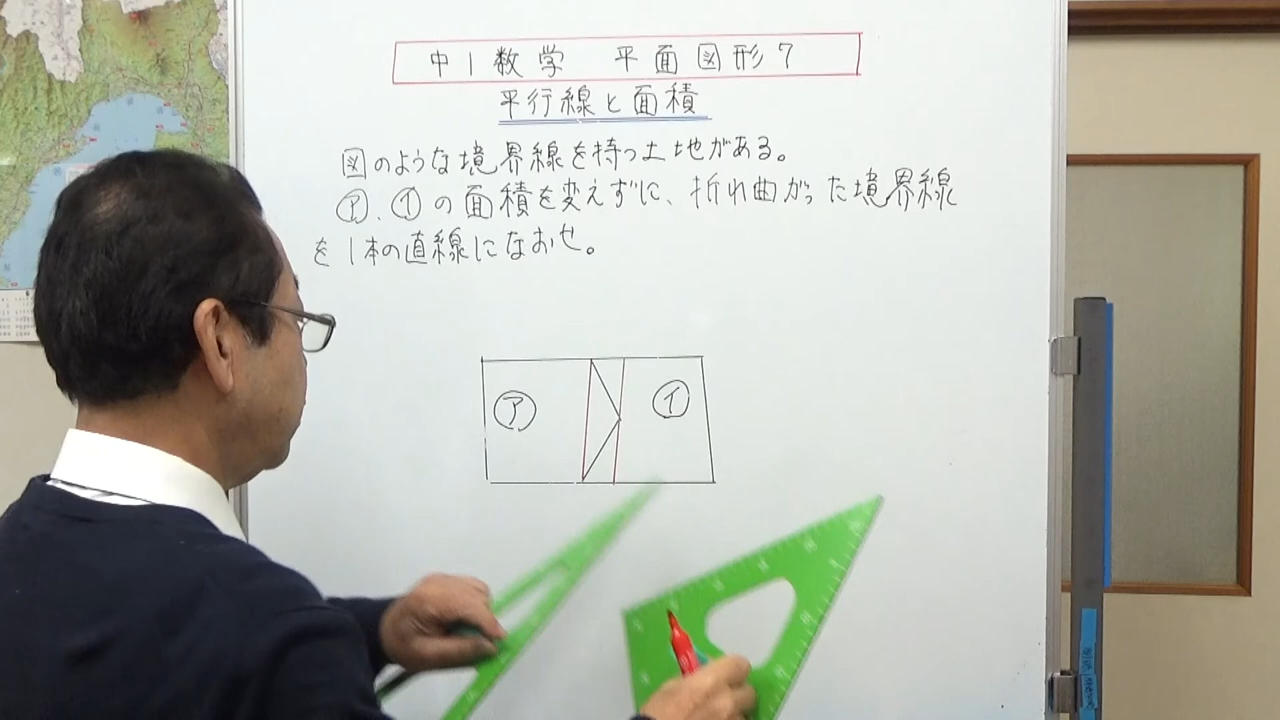 中1数学 平面図形7
平行線と面積
図のような境界線を持つ土地がある。
㋐、㋑の面積を変えずに、折れ曲がった境界線
を1本の直線になおせ。
㋐
㋑